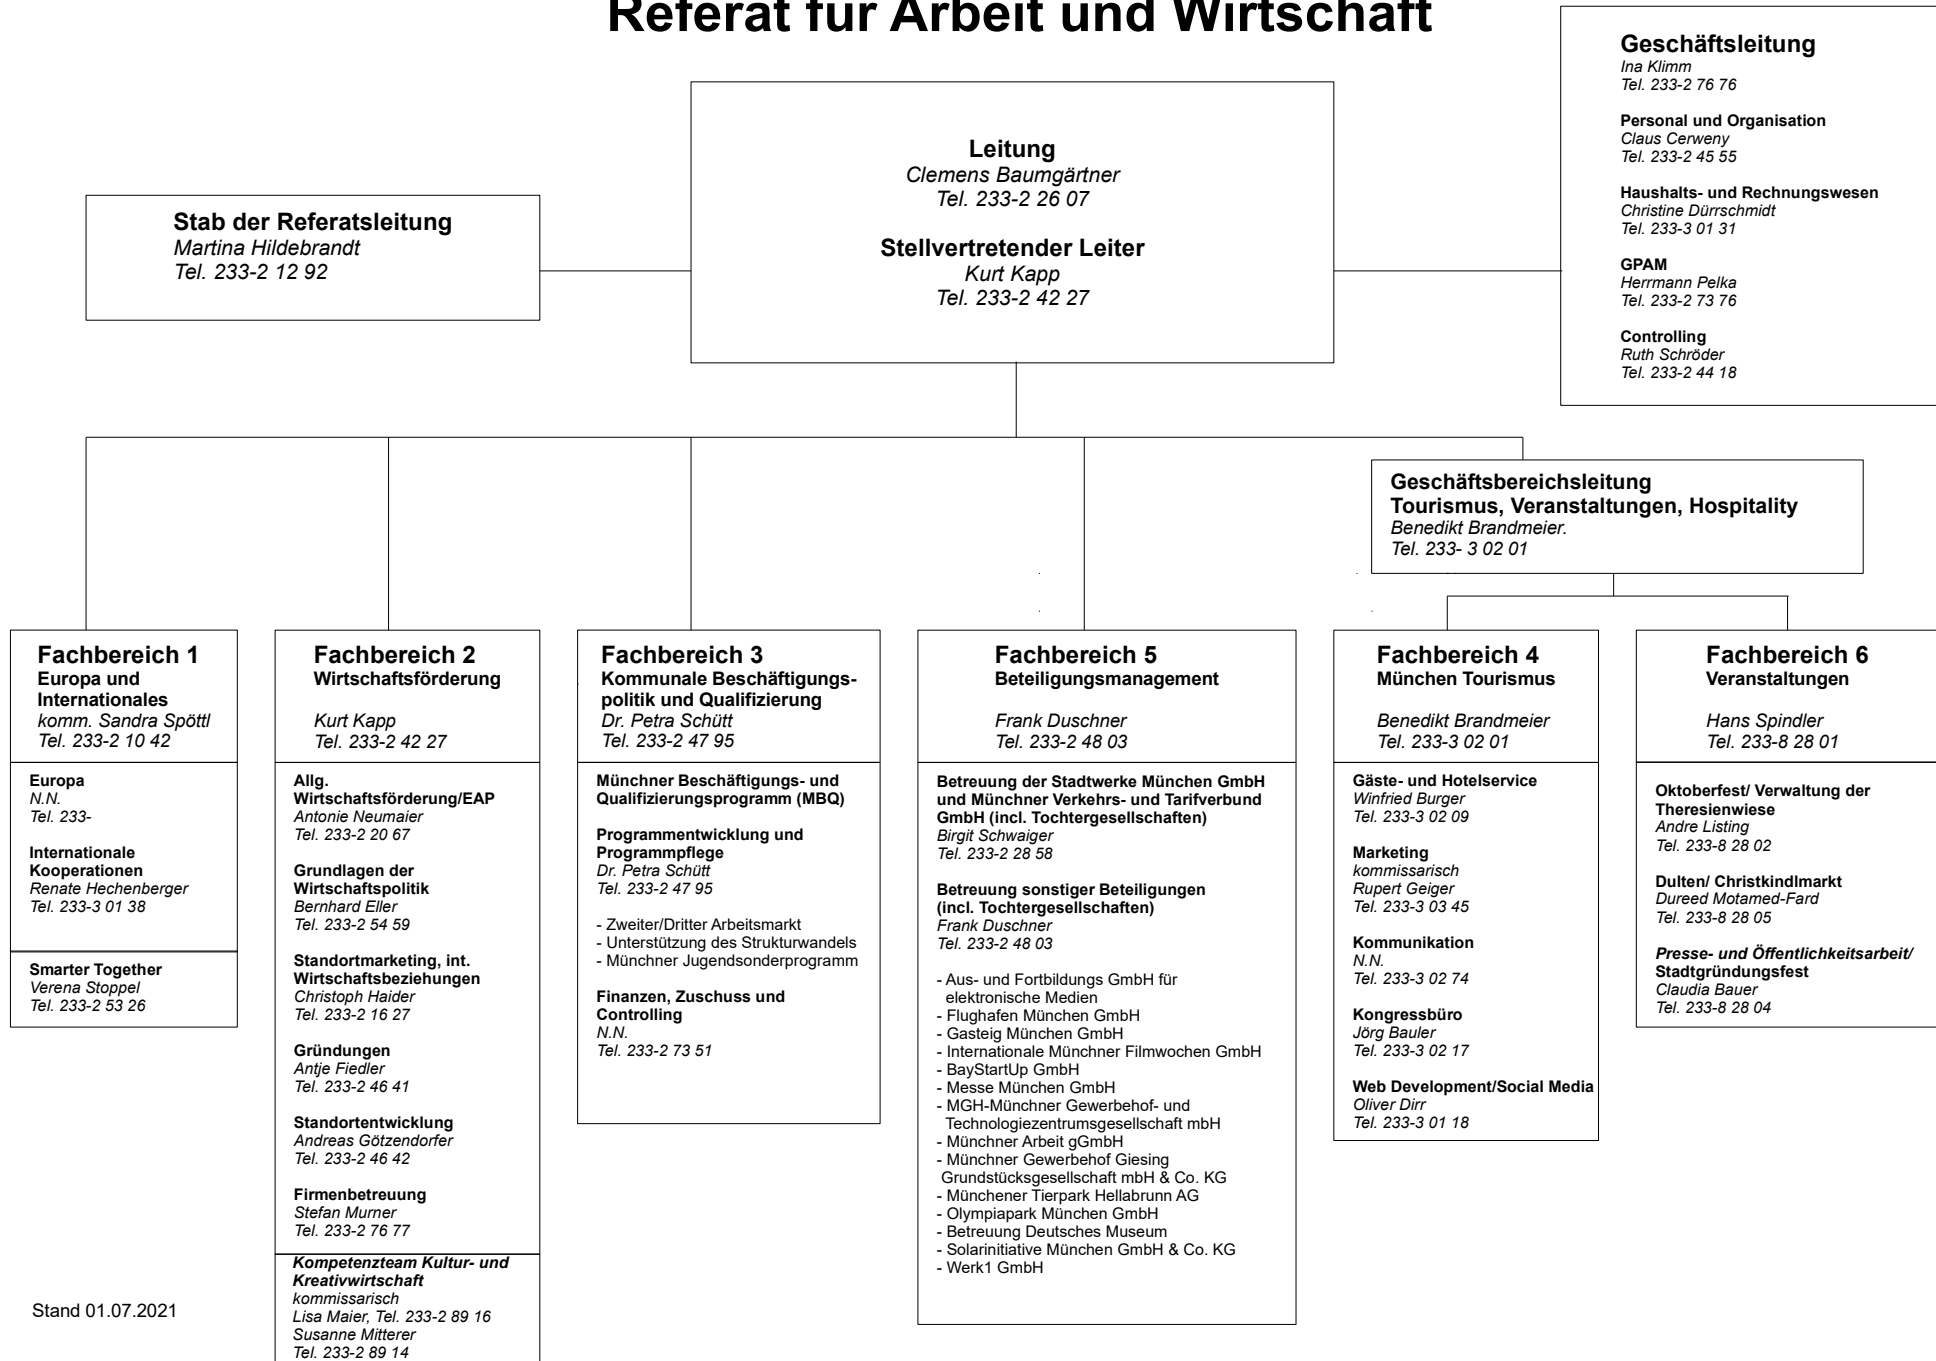 Referat für Arbeit und Wirtschaft
Geschäftsleitung
Ina Klimm
Tel. 233-2 76 76
Personal und Organisation
Claus Cerweny
Tel. 233-2 45 55
Haushalts- und Rechnungswesen
Christine Dürrschmidt
Tel. 233-3 01 31
GPAM
Herrmann Pelka
Tel. 233-2 73 76
Controlling
Ruth Schröder
Tel. 233-2 44 18
Leitung
Clemens Baumgärtner
Tel. 233-2 26 07
Stellvertretender Leiter
Kurt Kapp
Tel. 233-2 42 27
Stab der Referatsleitung
Martina Hildebrandt
Tel. 233-2 12 92
Geschäftsbereichsleitung
Tourismus, Veranstaltungen, Hospitality
Benedikt Brandmeier.
Tel. 233- 3 02 01
Fachbereich 1
Europa und
Internationales
komm. Sandra Spöttl
Tel. 233-2 10 42
Europa
N.N.
Tel. 233-
Internationale
Kooperationen
Renate Hechenberger
Tel. 233-3 01 38
Smarter Together
Verena Stoppel
Tel. 233-2 53 26
Fachbereich 2
Wirtschaftsförderung
Kurt Kapp
Tel. 233-2 42 27
Allg.
Wirtschaftsförderung/EAP
Antonie Neumaier
Tel. 233-2 20 67
Grundlagen der
Wirtschaftspolitik
Bernhard Eller
Tel. 233-2 54 59
Standortmarketing, int.
Wirtschaftsbeziehungen
Christoph Haider
Tel. 233-2 16 27
Gründungen
Antje Fiedler
Tel. 233-2 46 41
Standortentwicklung
Andreas Götzendorfer
Tel. 233-2 46 42
Firmenbetreuung
Stefan Murner
Tel. 233-2 76 77
Kompetenzteam Kultur- und
Kreativwirtschaft
kommissarisch
Lisa Maier, Tel. 233-2 89 16
Susanne Mitterer
Tel. 233-2 89 14
Fachbereich 3
Kommunale Beschäftigungs-
politik und Qualifizierung
Dr. Petra Schütt
Tel. 233-2 47 95
Münchner Beschäftigungs- und
Qualifizierungsprogramm (MBQ)
Programmentwicklung und
Programmpflege
Dr. Petra Schütt
Tel. 233-2 47 95
- Zweiter/Dritter Arbeitsmarkt
- Unterstützung des Strukturwandels
- Münchner Jugendsonderprogramm
Finanzen, Zuschuss und
Controlling
N.N.
Tel. 233-2 73 51
Fachbereich 5
Beteiligungsmanagement
Frank Duschner
Tel. 233-2 48 03
Betreuung der Stadtwerke München GmbH
und Münchner Verkehrs- und Tarifverbund
GmbH (incl. Tochtergesellschaften)
Birgit Schwaiger
Tel. 233-2 28 58
Betreuung sonstiger Beteiligungen
(incl. Tochtergesellschaften)
Frank Duschner
Tel. 233-2 48 03
- Aus- und Fortbildungs GmbH für
elektronische Medien
- Flughafen München GmbH
- Gasteig München GmbH
- Internationale Münchner Filmwochen GmbH
- BayStartUp GmbH
- Messe München GmbH
- MGH-Münchner Gewerbehof- und
Technologiezentrumsgesellschaft mbH
- Münchner Arbeit gGmbH
- Münchner Gewerbehof Giesing
Grundstücksgesellschaft mbH & Co. KG
- Münchener Tierpark Hellabrunn AG
- Olympiapark München GmbH
- Betreuung Deutsches Museum
- Solarinitiative München GmbH & Co. KG
- Werk1 GmbH
Fachbereich 4
München Tourismus
Benedikt Brandmeier
Tel. 233-3 02 01
Gäste- und Hotelservice
Winfried Burger
Tel. 233-3 02 09
Marketing
kommissarisch
Rupert Geiger
Tel. 233-3 03 45
Kommunikation
N.N.
Tel. 233-3 02 74
Kongressbüro
Jörg Bauler
Tel. 233-3 02 17
Web Development/Social Media
Oliver Dirr
Tel. 233-3 01 18
Fachbereich 6
Veranstaltungen
Hans Spindler
Tel. 233-8 28 01
Oktoberfest/ Verwaltung der
Theresienwiese
Andre Listing
Tel. 233-8 28 02
Dulten/ Christkindlmarkt
Dureed Motamed-Fard
Tel. 233-8 28 05
Presse- und Öffentlichkeitsarbeit/
Stadtgründungsfest
Claudia Bauer
Tel. 233-8 28 04
Stand 01.07.2021